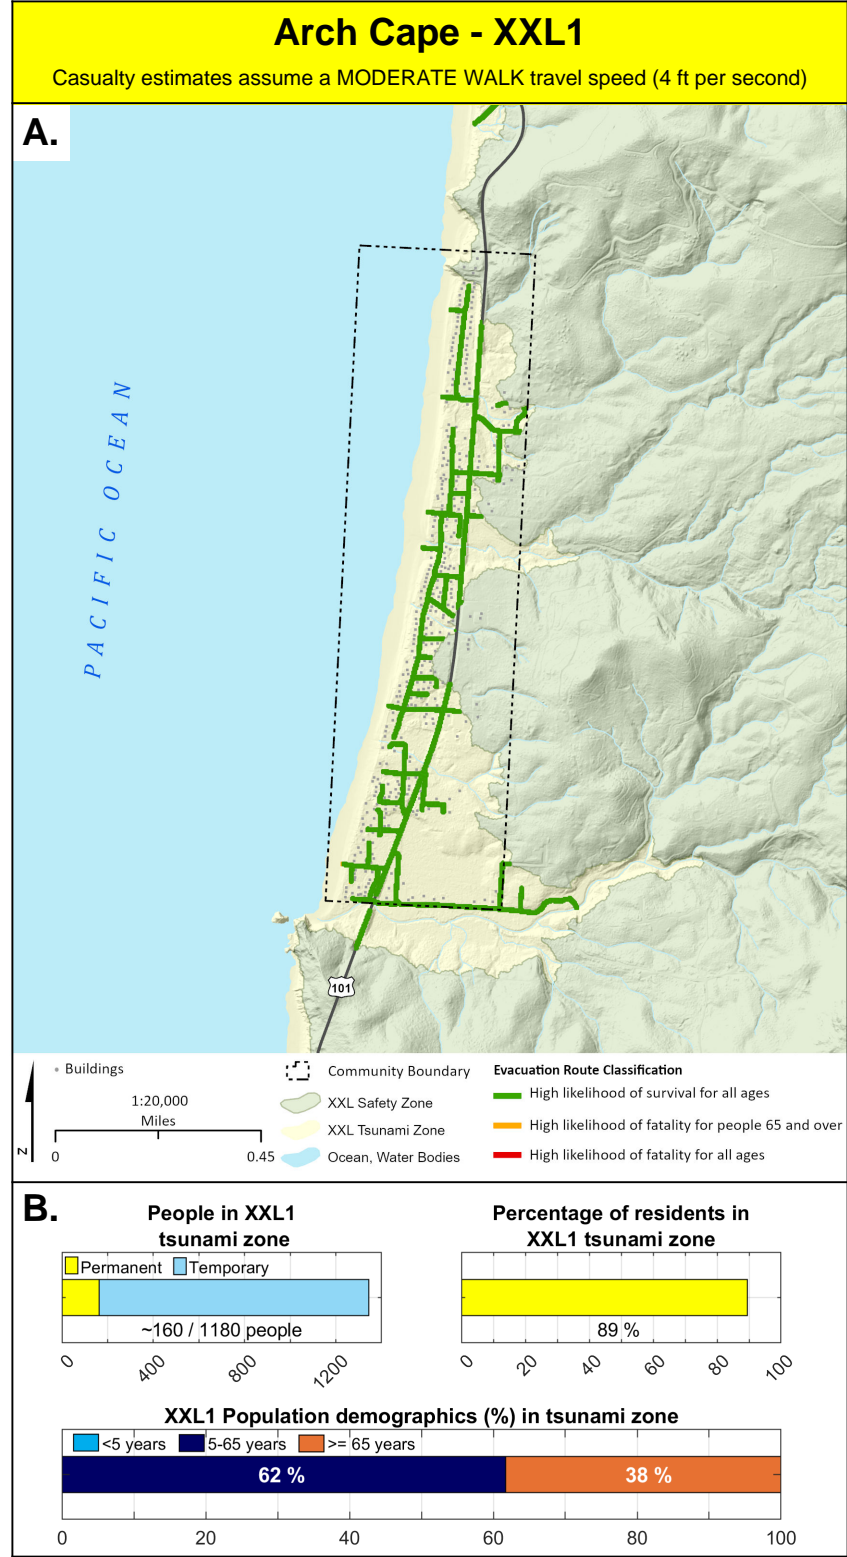 Arch Cape - XXL1
Casualty estimates assume a MODERATE WALK travel speed (4 ft per second)
A.
PACIFIC OCEAN
101
Buildings
1:20,000
Miles
0 0.45
z
Community Boundary
XXL Safety Zone
XXL Tsunami Zone
Ocean, Water Bodies
Evacuation Route Classification
High likelihood of survival for all ages
High likelihood of fatality for people 65 and over
High likelihood of fatality for all ages
B.
People in XXL1
tsunami zone
Permanent Temporary
~160 / 1180 people
0 400 800 1200
Percentage of residents in
XXL1 tsunami zone
89 %
0 20 40 60 80 100
XXL1 Population demographics (%) in tsunami zone
<5 years 5-65 years >= 65 years
62 % 38 %
0 20 40 60 80 100